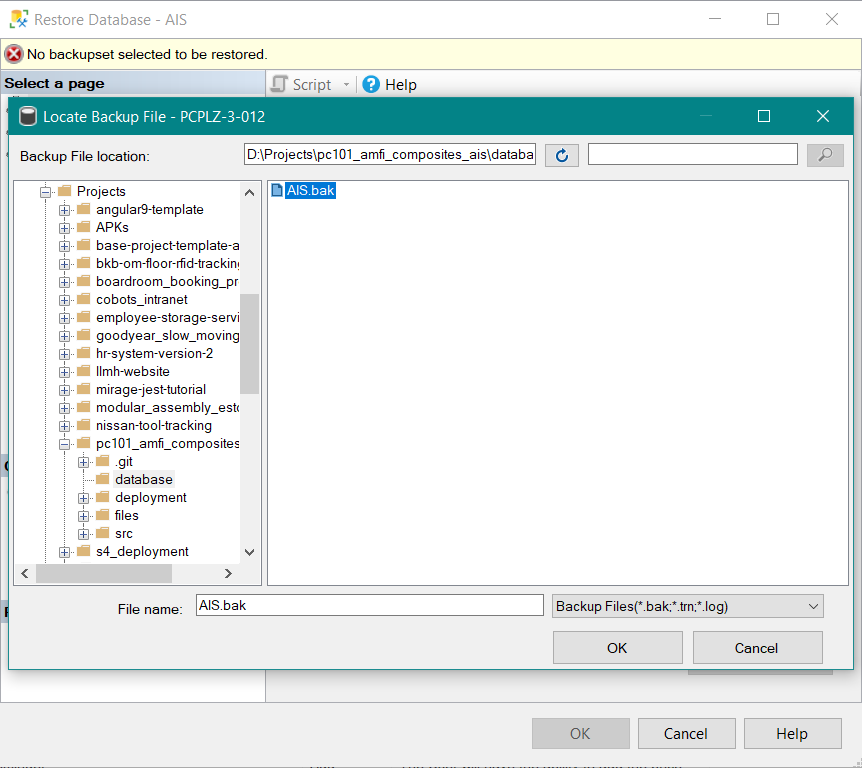 Restore Database - AIS
No backupset selected to be restored.
Select a page
Script
Help
Locate Backup File - PCPLZ-3-012
Backup File location:
D:\Projects\pc101_amfi_composites_ais\databa
Projects
AIS.bak
angular9-template
APKs
base-project-template-a
bkb-om-floor-rfid-tracking
boardroom_booking_pr
cobots_intranet
employee-storage-servi
goodyear_slow_moving
hr-system-version-2
llmh-website
mirage-jest-tutorial
modular_assembly_esto
nissan-tool-tracking
pc101_amfi_composites
.git
database
deployment
files
src
s4_deployment
File name:
AIS.bak
Backup Files(*.bak;*.trn;*.log)
OK
Cancel
OK
Cancel
Help